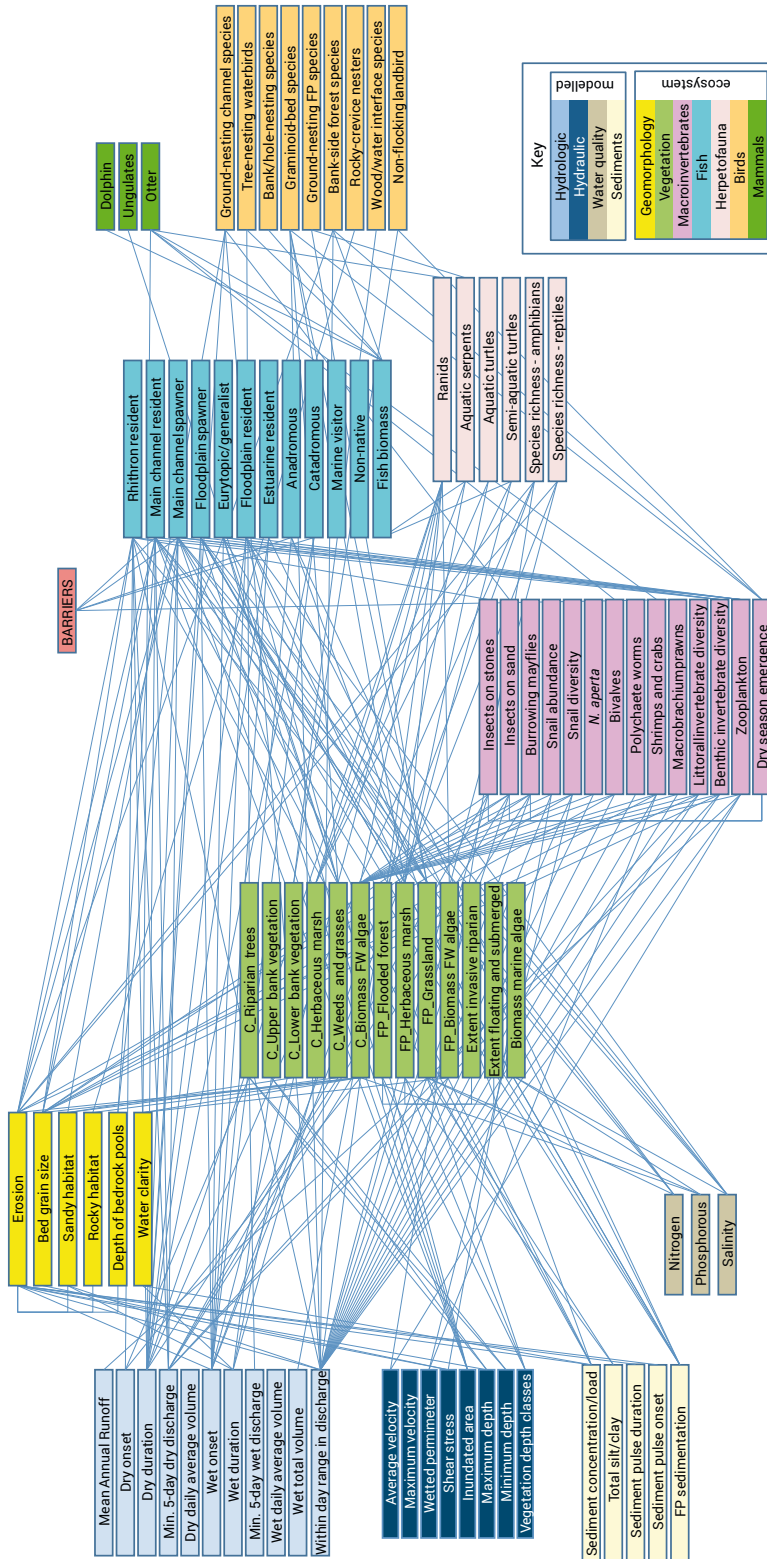 Dolphin
Ungulates
Otter
Ground-nesting channel species
Tree-nesting waterbirds
Bank/hole-nesting species
Graminoid-bed species
Ground-nesting FP species
Bank-side forest species
Rocky-crevice nesters
Wood/water interface species
Non-flocking landbird
Key
Hydrologic
Hydraulic
Water quality
Sediments
modelled
Geomorphology
Vegetation
Macroinvertebrates
Fish
Herpetofauna
Birds
Mammals
ecosystem
Rhithron resident
Main channel resident
Main channel spawner
Floodplain spawner
Eurytopic/generalist
Floodplain resident
Estuarine resident
Anadromous
Catadromous
Marine visitor
Non-native
Fish biomass
Ranids
Aquatic serpents
Aquatic turtles
Semi-aquatic turtles
Species richness - amphibians
Species richness - reptiles
BARRIERS
Insects on stones
Insects on sand
Burrowing mayflies
Snail abundance
Snail diversity
N. aperta
Bivalves
Polychaete worms
Shrimps and crabs
Macrobrachiumprawns
Littorallinvertebrate diversity
Benthic invertebrate diversity
Zooplankton
Dry season emergence
C_Riparian trees
C_Upper bank vegetation
C_Lower bank vegetation
C_Herbaceous marsh
C_Weeds and grasses
C_Biomass FW algae
FP_Flooded forest
FP_Herbaceous marsh
FP_Grassland
FP_Biomass FW algae
Extent invasive riparian
Extent floating and submerged
Biomass marine algae
Erosion
Bed grain size
Sandy habitat
Rocky habitat
Depth of bedrock pools
Water clarity
Nitrogen
Phosphorous
Salinity
Mean Annual Runoff
Dry onset
Dry duration
Min. 5-day dry discharge
Dry daily average volume
Wet onset
Wet duration
Min. 5-day wet discharge
Wet daily average volume
Wet total volume
Within day range in discharge
Average velocity
Maximum velocity
Wetted permimeter
Shear stress
Inundated area
Maximum depth
Minimum depth
Vegetation depth classes
Sediment concentration/load
Total silt/clay
Sediment pulse duration
Sediment pulse onset
FP sedimentation